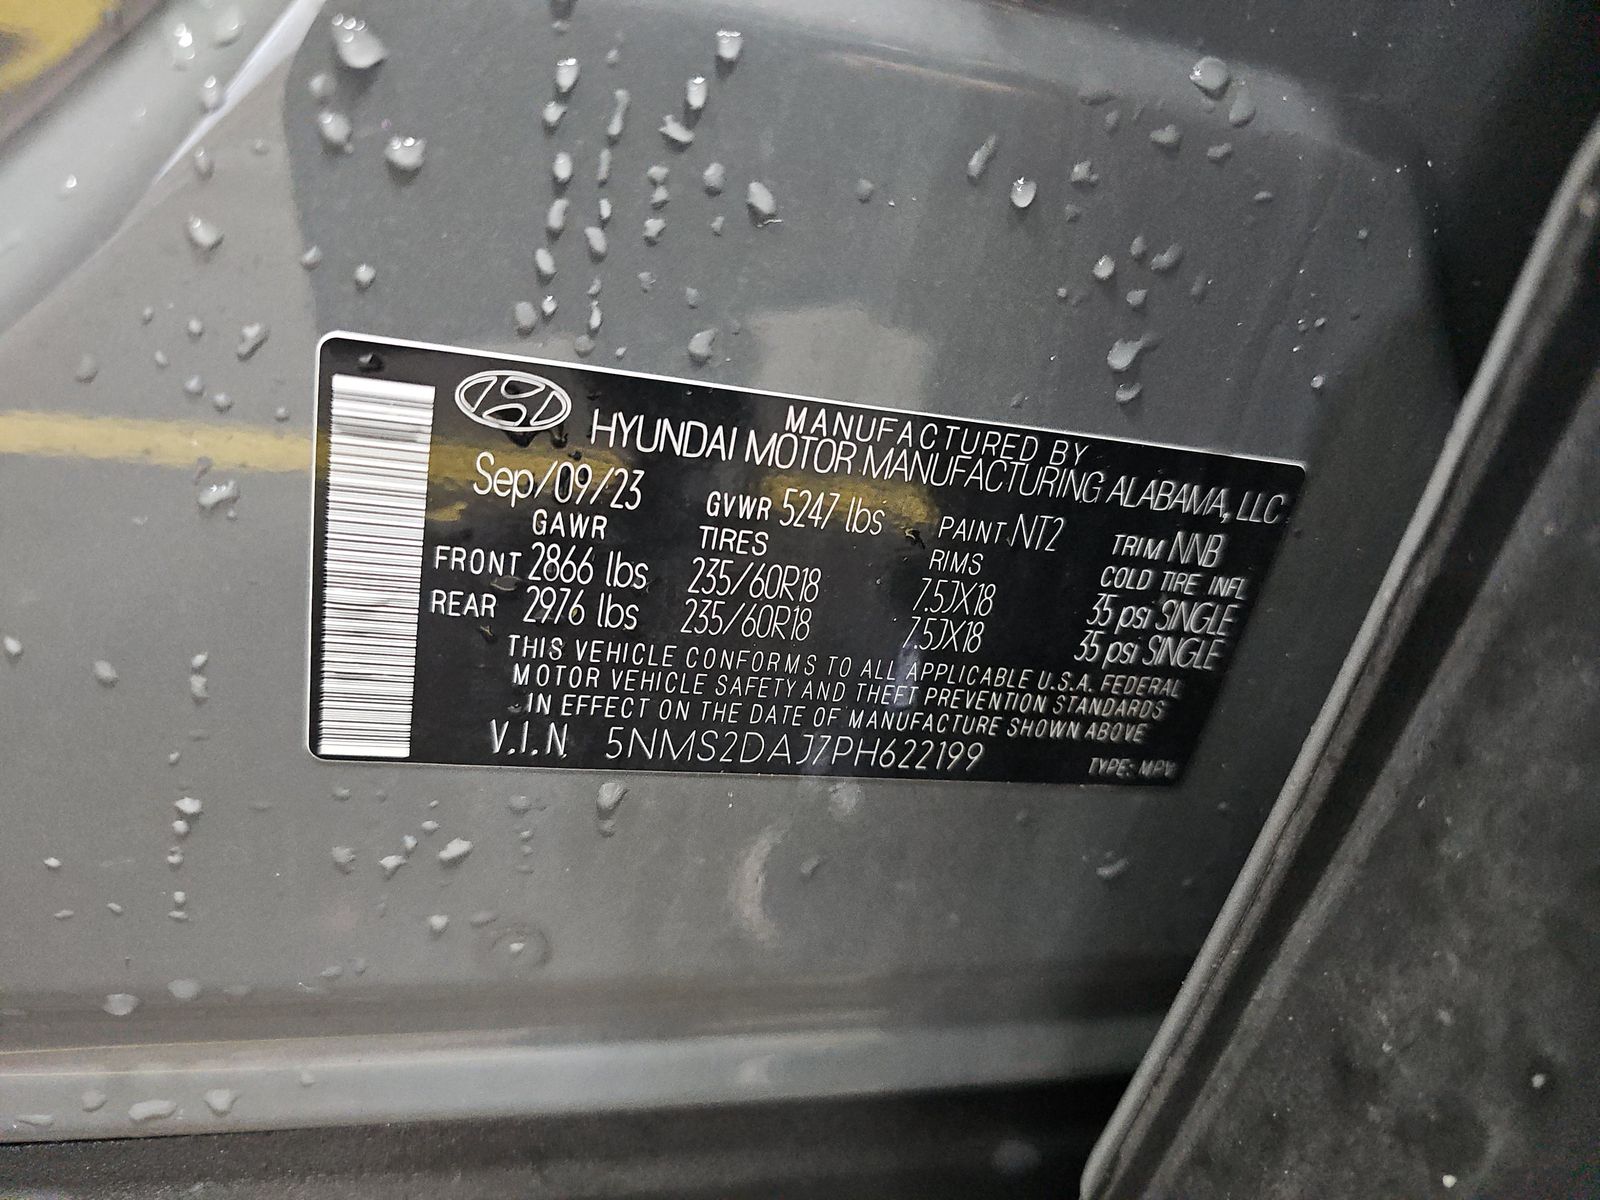 MANUFACTURED BY
HYUNDAI MOTOR MANUFACTURING ALABAMA, LLC
Sep/09/23 GVWR 5247 lbs PAINT NT2 TRIM NNB
GAWR TIRES RIMS COLD TIRE INFL
FRONT 2866 lbs 235/60R18 7.5JX18 35 psi SINGLE
REAR 2976 lbs 235/60R18 7.5JX18 35 psi SINGLE
THIS VEHICLE CONFORMS TO ALL APPLICABLE U.S.A. FEDERAL
MOTOR VEHICLE SAFETY AND THEFT PREVENTION STANDARDS
IN EFFECT ON THE DATE OF MANUFACTURE SHOWN ABOVE
V.I.N. 5NMS2DAJ7PH622199 TYPE: MPV